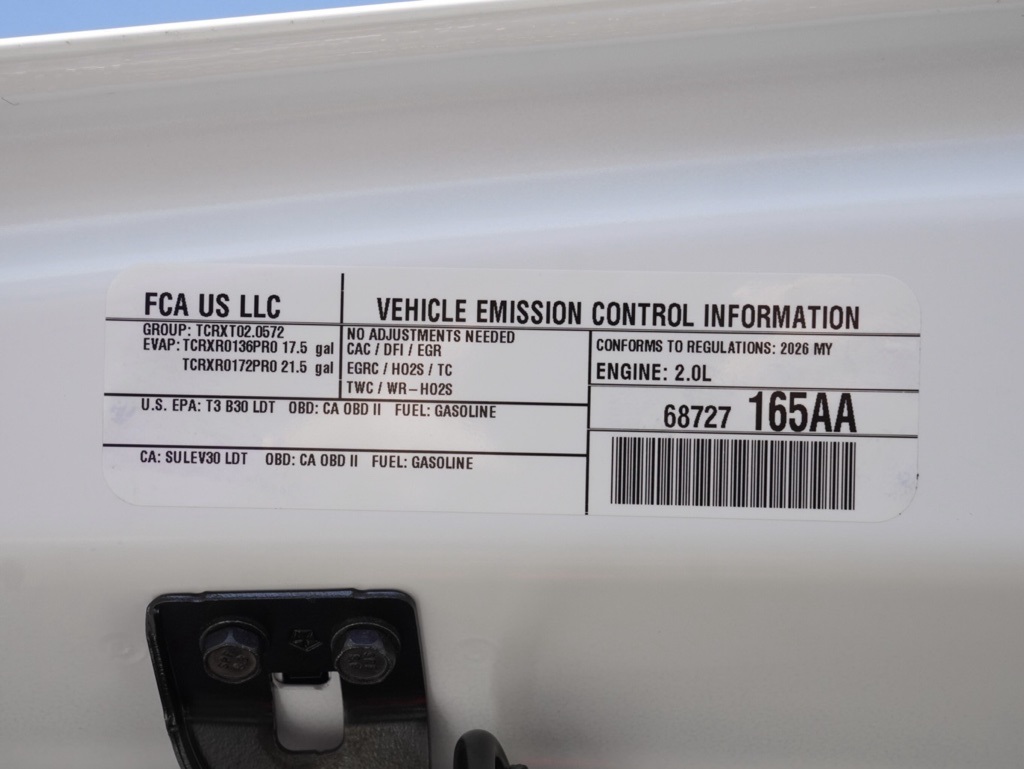 FCA US LLC
VEHICLE EMISSION CONTROL INFORMATION
GROUP: TCRXT02.0572
EVAP: TCRXR0136PR0 17.5 gal
TCRXR0172PR0 21.5 gal
NO ADJUSTMENTS NEEDED
CAC / DFI / EGR
EGRC / HO2S / TC
TWC / WR-HO2S
CONFORMS TO REGULATIONS: 2026 MY
ENGINE: 2.0L
U.S. EPA: T3 B30 LDT OBD: CA OBD II FUEL: GASOLINE
68727 165AA
CA: SULEV30 LDT OBD: CA OBD II FUEL: GASOLINE